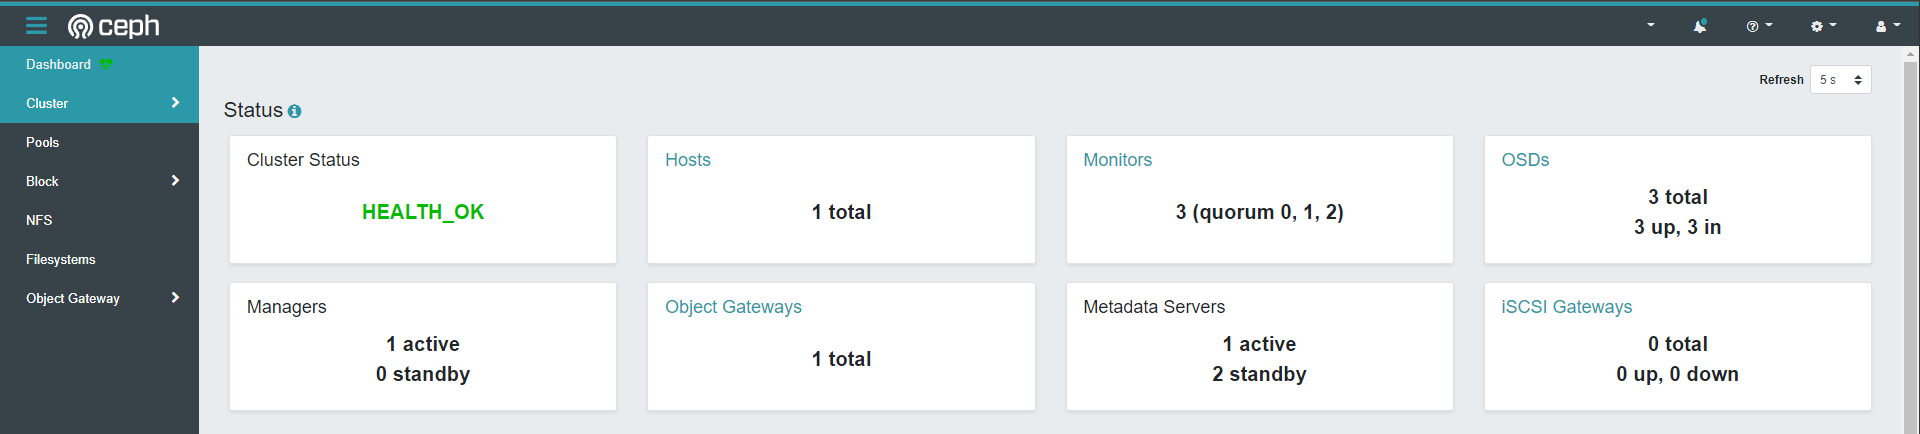 ceph
Dashboard
Cluster
Pools
Block
NFS
Filesystems
Object Gateway
Refresh 5 s
Status
Cluster Status
HEALTH_OK
Hosts
1 total
Monitors
3 (quorum 0, 1, 2)
OSDs
3 total
3 up, 3 in
Managers
1 active
0 standby
Object Gateways
1 total
Metadata Servers
1 active
2 standby
iSCSI Gateways
0 total
0 up, 0 down